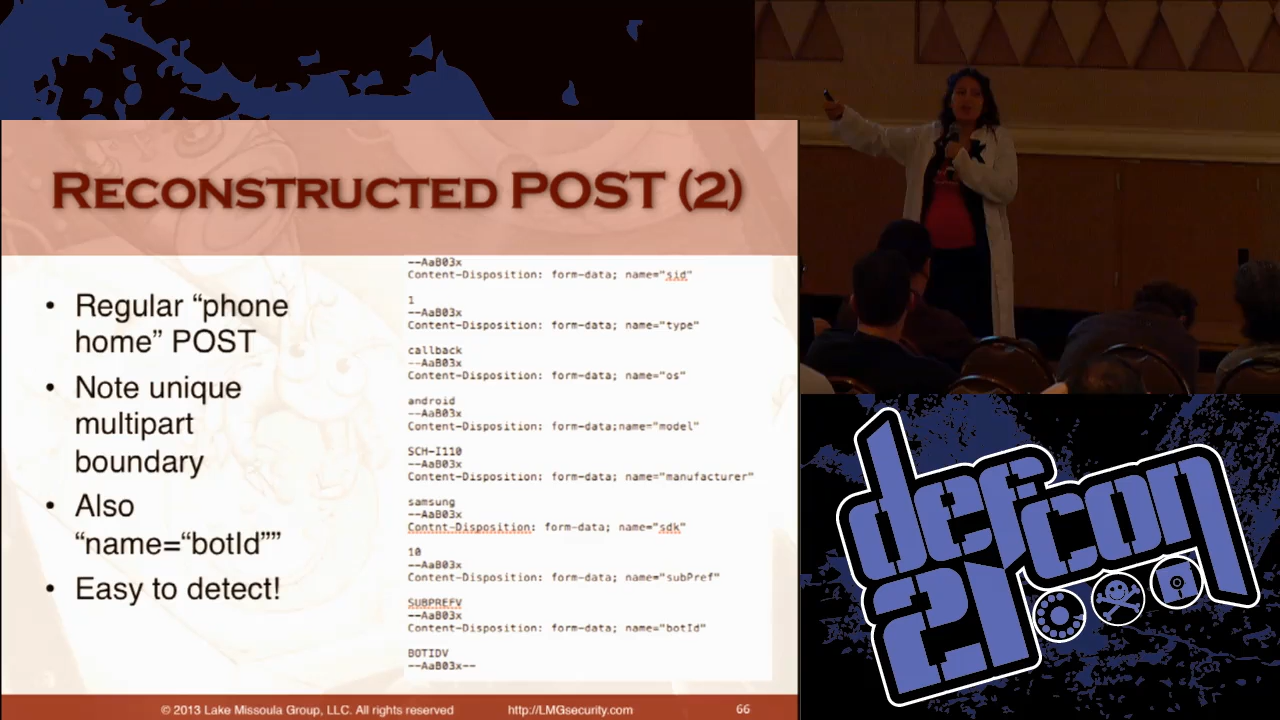 RECONSTRUCTED POST (2)
• Regular “phone
home” POST
• Note unique
multipart
boundary
• Also
“name=“botId””
• Easy to detect!
--AaB03x
Content-Disposition: form-data; name="sid"
1
--AaB03x
Content-Disposition: form-data; name="type"
callback
--AaB03x
Content-Disposition: form-data; name="os"
android
--AaB03x
Content-Disposition: form-data;name="model"
SCH-I110
--AaB03x
Content-Disposition: form-data; name="manufacturer"
samsung
--AaB03x
Contnt-Disposition: form-data; name="sdk"
10
--AaB03x
Content-Disposition: form-data; name="subPref"
SUBPREFV
--AaB03x
Content-Disposition: form-data; name="botId"
BOTIDV
--AaB03x--
© 2013 Lake Missoula Group, LLC. All rights reserved
http://LMGsecurity.com
66
defcon
21